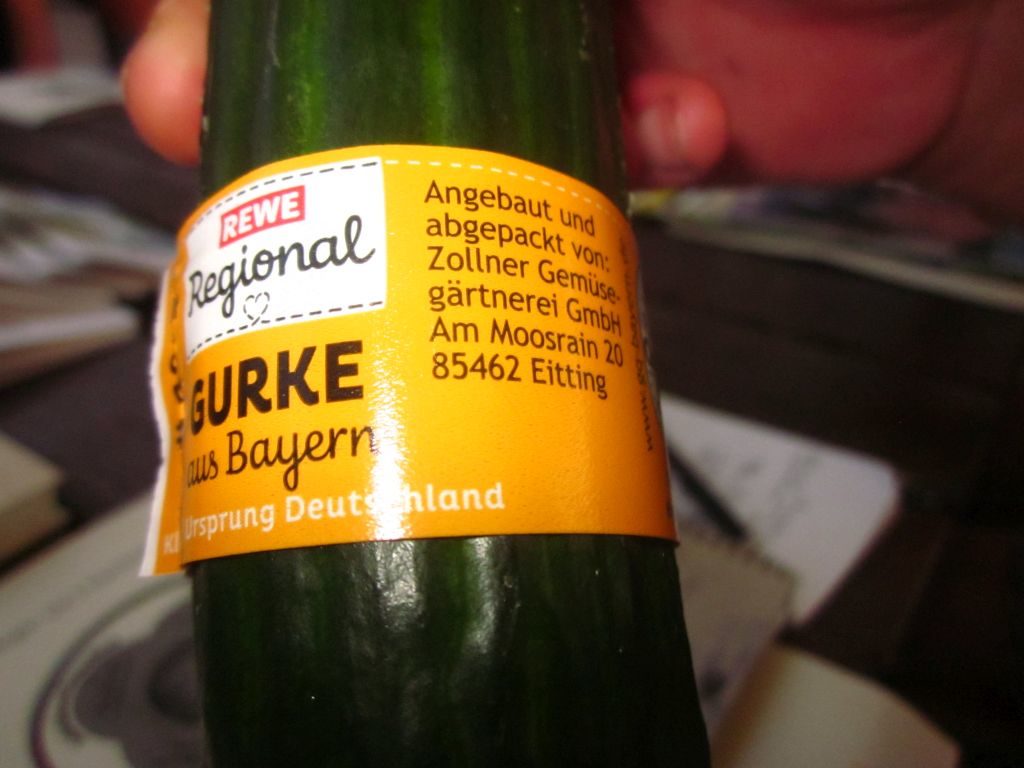 REWE
Regional
GURKE
aus Bayern
Ursprung Deutschland
Angebaut und
abgepackt von:
Zollner Gemüse-
gärtnerei GmbH
Am Moosrain 20
85462 Eitting